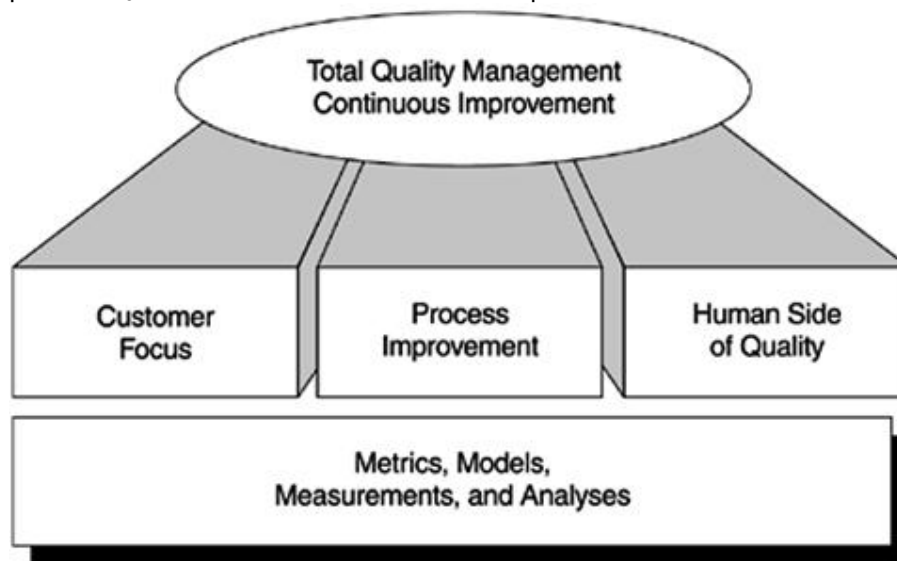 Total Quality Management
Continuous Improvement
Customer
Focus
Process
Improvement
Human Side
of Quality
Metrics, Models,
Measurements, and Analyses